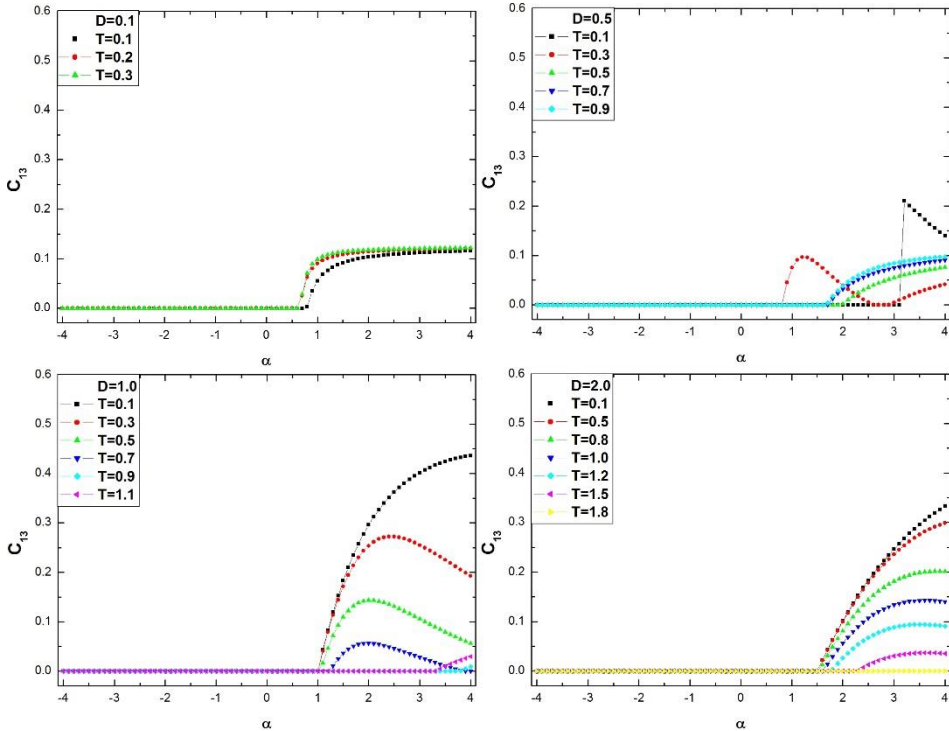 D=0.1
T=0.1
T=0.2
T=0.3
0.6
0.5
0.4
0.3
0.2
0.1
0.0
C13
-4 -3 -2 -1 0 1 2 3 4
α
D=0.5
T=0.1
T=0.3
T=0.5
T=0.7
T=0.9
0.6
0.5
0.4
0.3
0.2
0.1
0.0
C13
-4 -3 -2 -1 0 1 2 3 4
α
D=1.0
T=0.1
T=0.3
T=0.5
T=0.7
T=0.9
T=1.1
0.6
0.5
0.4
0.3
0.2
0.1
0.0
C13
-4 -3 -2 -1 0 1 2 3 4
α
D=2.0
T=0.1
T=0.5
T=0.8
T=1.0
T=1.2
T=1.5
T=1.8
0.6
0.5
0.4
0.3
0.2
0.1
0.0
C13
-4 -3 -2 -1 0 1 2 3 4
α